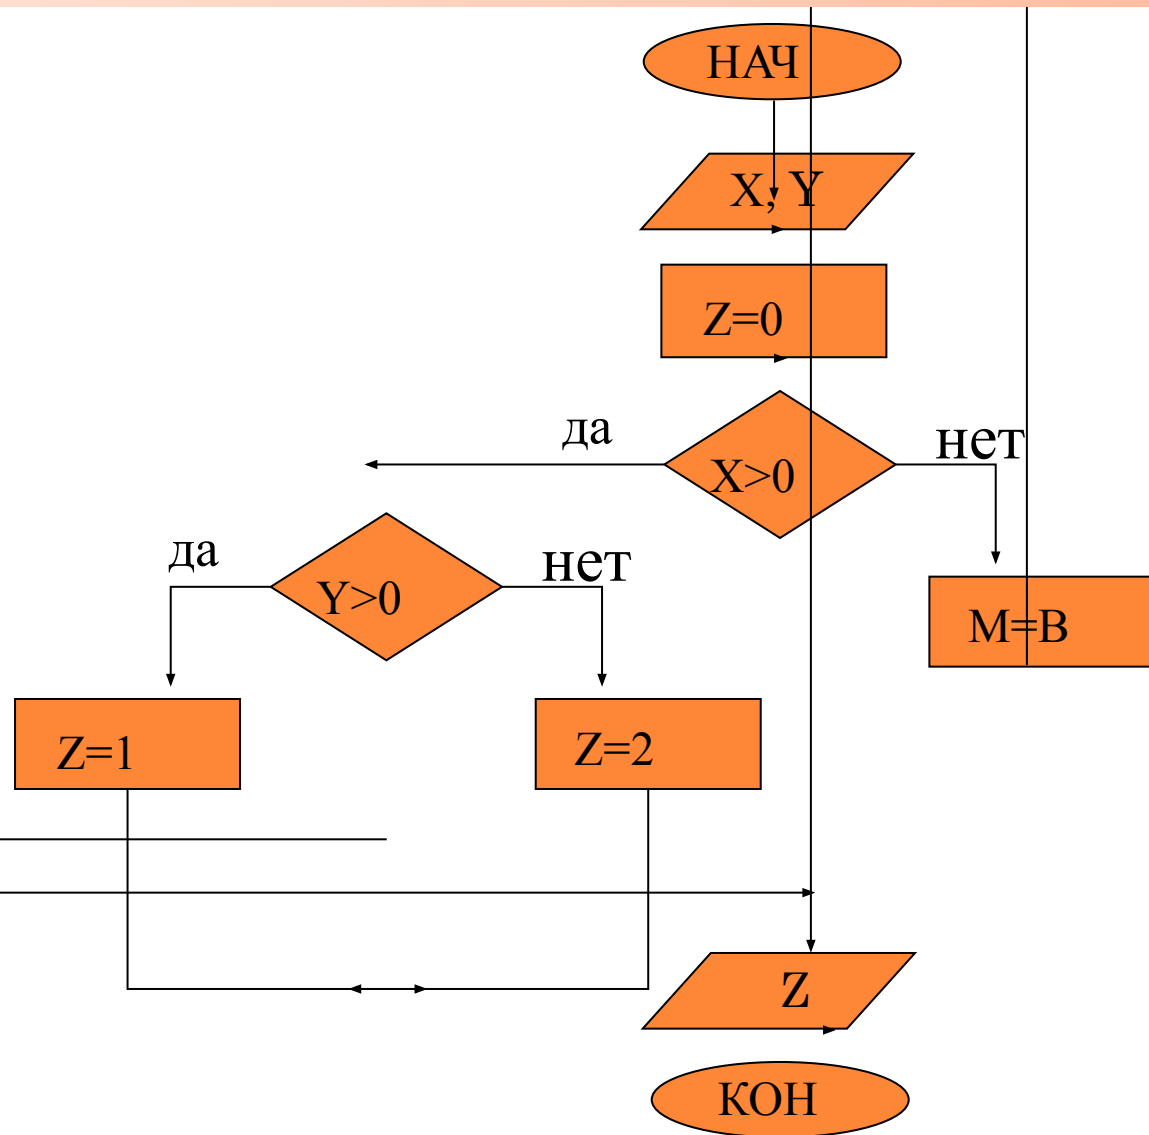 НАЧ
X, Y
Z=0
да
нет
X>0
да
нет
Y>0
M=B
Z=1
Z=2
Z
КОН